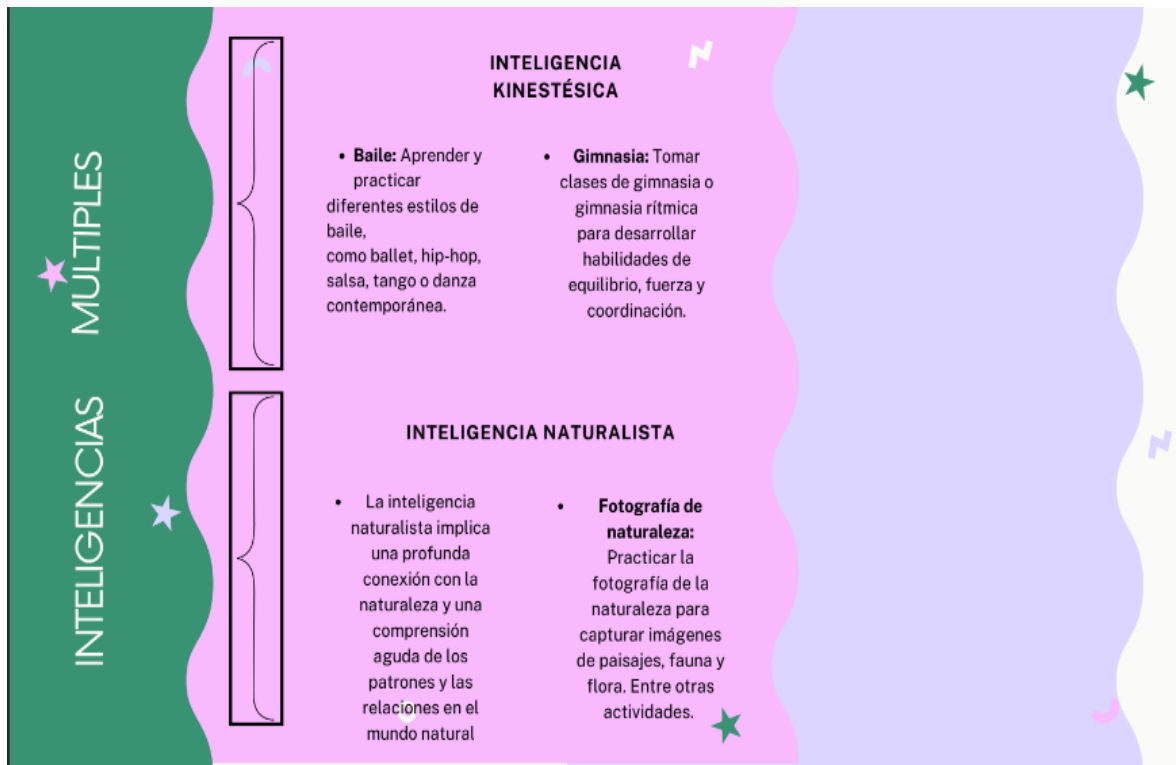 INTELIGENCIAS MULTIPLES
INTELIGENCIA
KINESTÉSICA
• Baile: Aprender y
practicar
diferentes estilos de
baile,
como ballet, hip-hop,
salsa, tango o danza
contemporánea.
• Gimnasia: Tomar
clases de gimnasia o
gimnasia rítmica
para desarrollar
habilidades de
equilibrio, fuerza y
coordinación.
INTELIGENCIA NATURALISTA
• La inteligencia
naturalista implica
una profunda
conexión con la
naturaleza y una
comprensión
aguda de los
patrones y las
relaciones en el
mundo natural
• Fotografía de
naturaleza:
Practicar la
fotografía de la
naturaleza para
capturar imágenes
de paisajes, fauna y
flora. Entre otras
actividades.